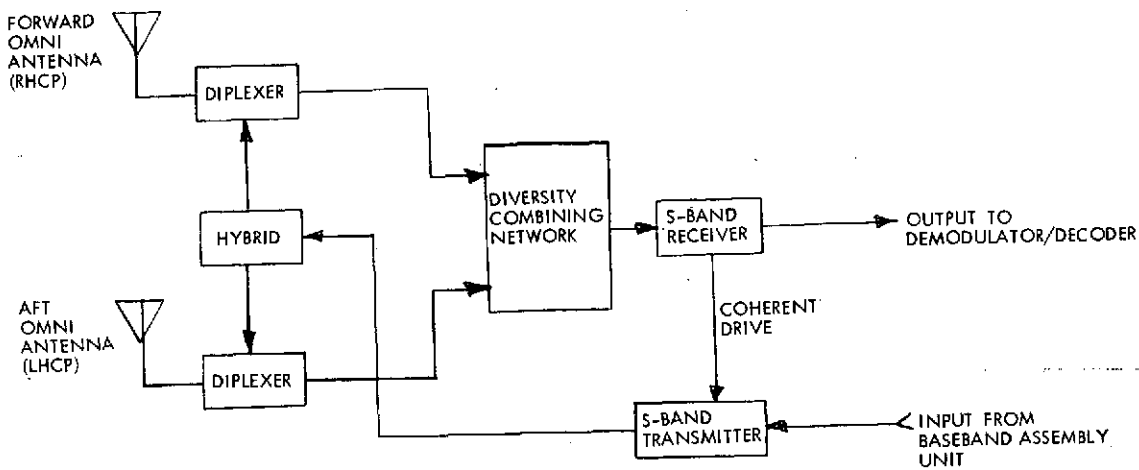 FORWARD
OMNI
ANTENNA
(RHCP)
DIPLEXER
HYBRID
DIVERSITY
COMBINING
NETWORK
S-BAND
RECEIVER
OUTPUT TO
DEMODULATOR/DECODER
AFT
OMNI
ANTENNA
(LHCP)
DIPLEXER
COHERENT
DRIVE
S-BAND
TRANSMITTER
INPUT FROM
BASEBAND ASSEMBLY
UNIT